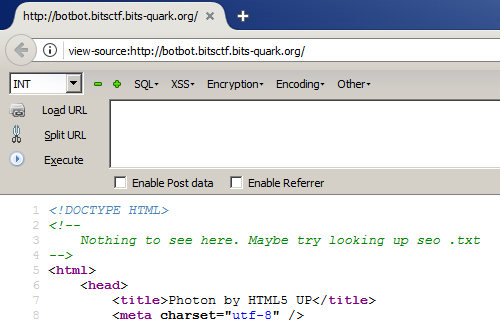 http://botbot.bitsctf.bits-quark.org/
view-source:http://botbot.bitsctf.bits-quark.org/
INT SQL XSS Encryption Encoding Other
Load URL
Split URL
Execute
Enable Post data Enable Referrer
1 <!DOCTYPE HTML>
2 <!--
3 Nothing to see here. Maybe try looking up seo .txt
4 -->
5 <html>
6 <head>
7 <title>Photon by HTML5 UP</title>
8 <meta charset="utf-8" />